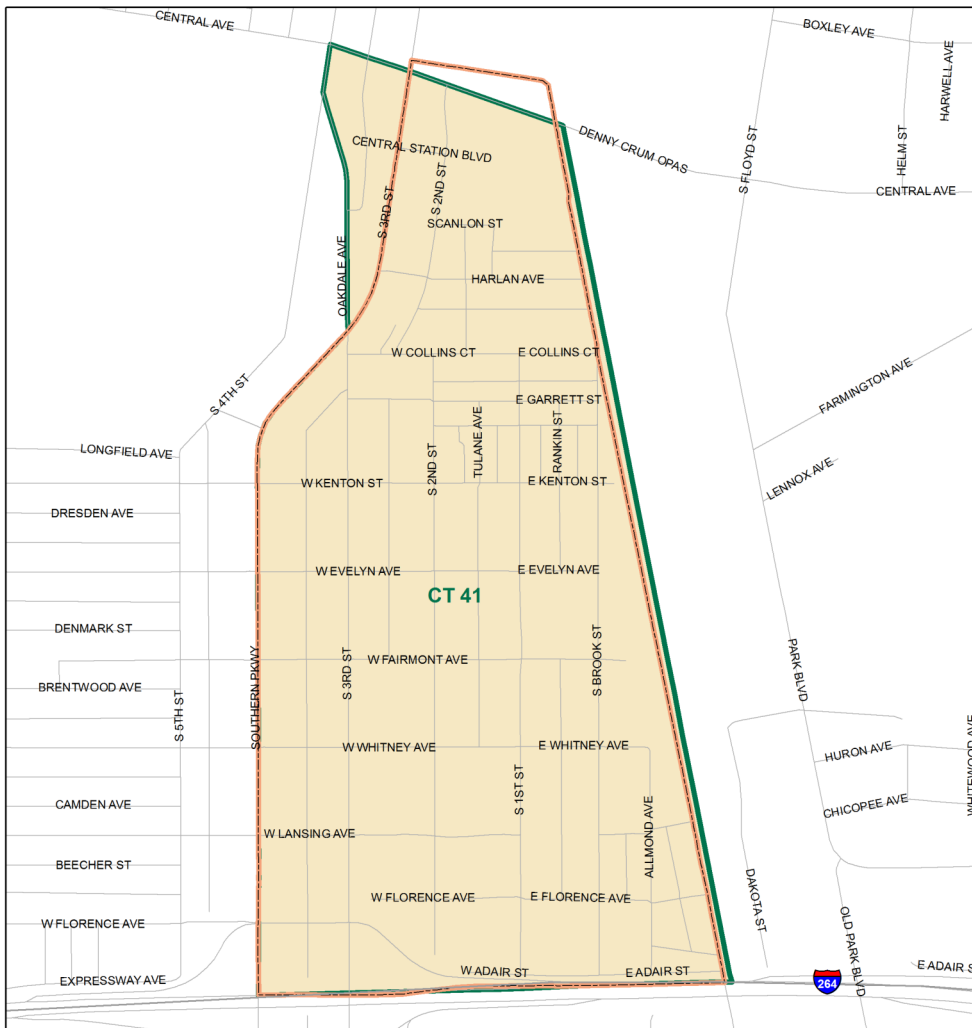 CENTRAL AVE
BOXLEY AVE
HARWELL AVE
HELM ST
S FLOYD ST
DENNY CRUM OPAS
CENTRAL AVE
CENTRAL STATION BLVD
S 2ND ST
S 3RD ST
SCANLON ST
OAKDALE AVE
HARLAN AVE
W COLLINS CT
E COLLINS CT
S 4TH ST
E GARRETT ST
FARMINGTON AVE
LONGFIELD AVE
TULANE AVE
RANKIN ST
S 2ND ST
LENNOX AVE
W KENTON ST
E KENTON ST
DRESDEN AVE
W EVELYN AVE
E EVELYN AVE
CT 41
DENMARK ST
W FAIRMONT AVE
S BROOK ST
PARK BLVD
BRENTWOOD AVE
S 3RD ST
SOUTHERN PKWY
S 5TH ST
W WHITNEY AVE
E WHITNEY AVE
HURON AVE
WHITEWOOD AVE
S 1ST ST
CAMDEN AVE
CHICOPEE AVE
W LANSING AVE
ALLMOND AVE
BEECHER ST
W FLORENCE AVE
E FLORENCE AVE
DAKOTA ST
W FLORENCE AVE
OLD PARK BLVD
W ADAIR ST
E ADAIR ST
E ADAIR S
EXPRESSWAY AVE
264